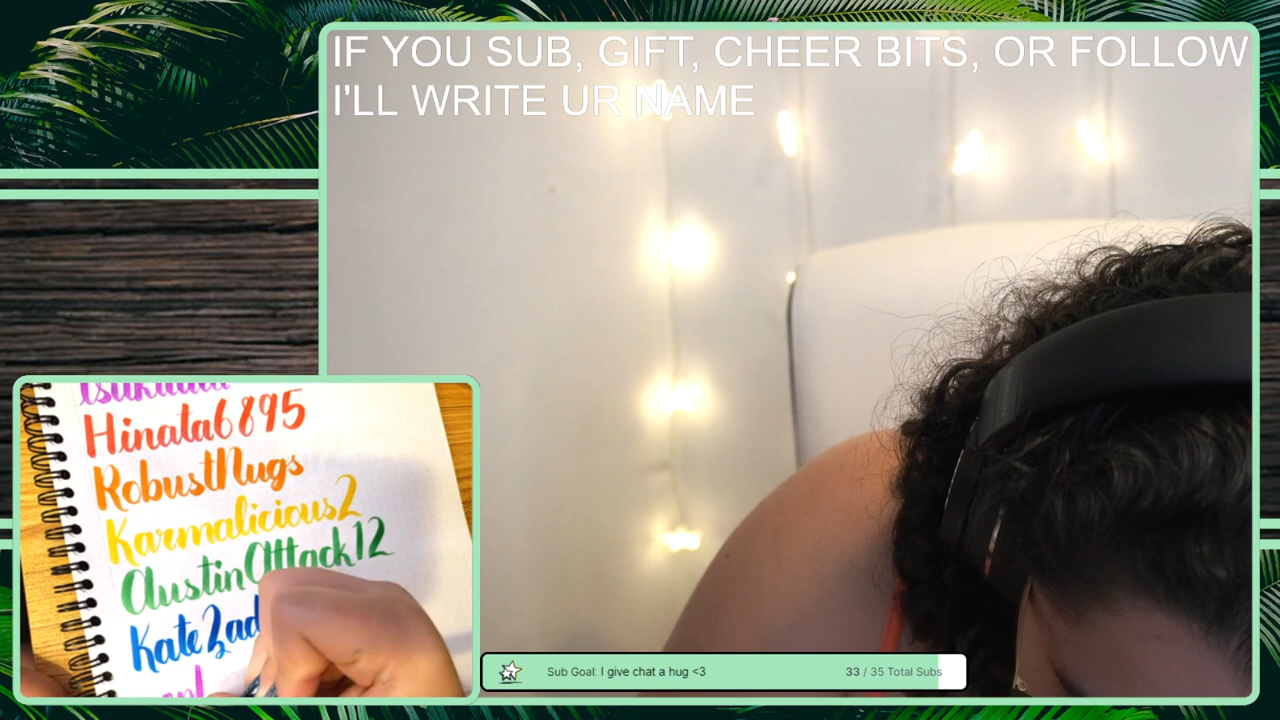 IF YOU SUB, GIFT, CHEER BITS, OR FOLLOW
I'LL WRITE UR NAME
Hinata6895
RobustNugs
Karmalicious2
AustinAttack12
Sub Goal: I give chat a hug <3
33 / 35 Total Subs